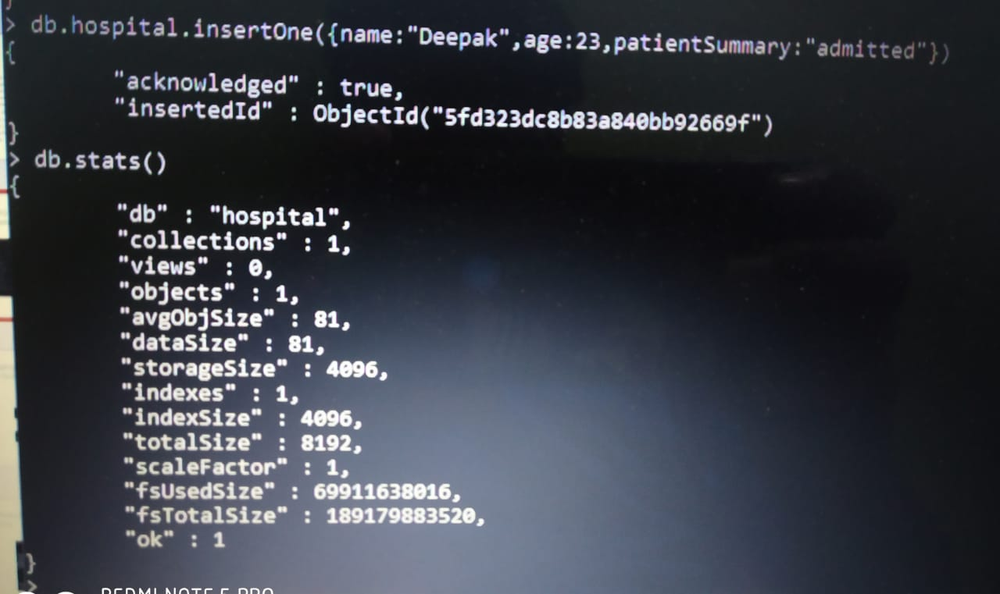 > db.hospital.insertOne({name:"Deepak",age:23,patientSummary:"admitted"})
{
"acknowledged" : true,
"insertedId" : ObjectId("5fd323dc8b83a840bb92669f")
}
> db.stats()
{
"db" : "hospital",
"collections" : 1,
"views" : 0,
"objects" : 1,
"avgObjSize" : 81,
"dataSize" : 81,
"storageSize" : 4096,
"indexes" : 1,
"indexSize" : 4096,
"totalSize" : 8192,
"scaleFactor" : 1,
"fsUsedSize" : 69911638016,
"fsTotalSize" : 189179883520,
"ok" : 1
}
>
REDMI NOTE 5 PRO